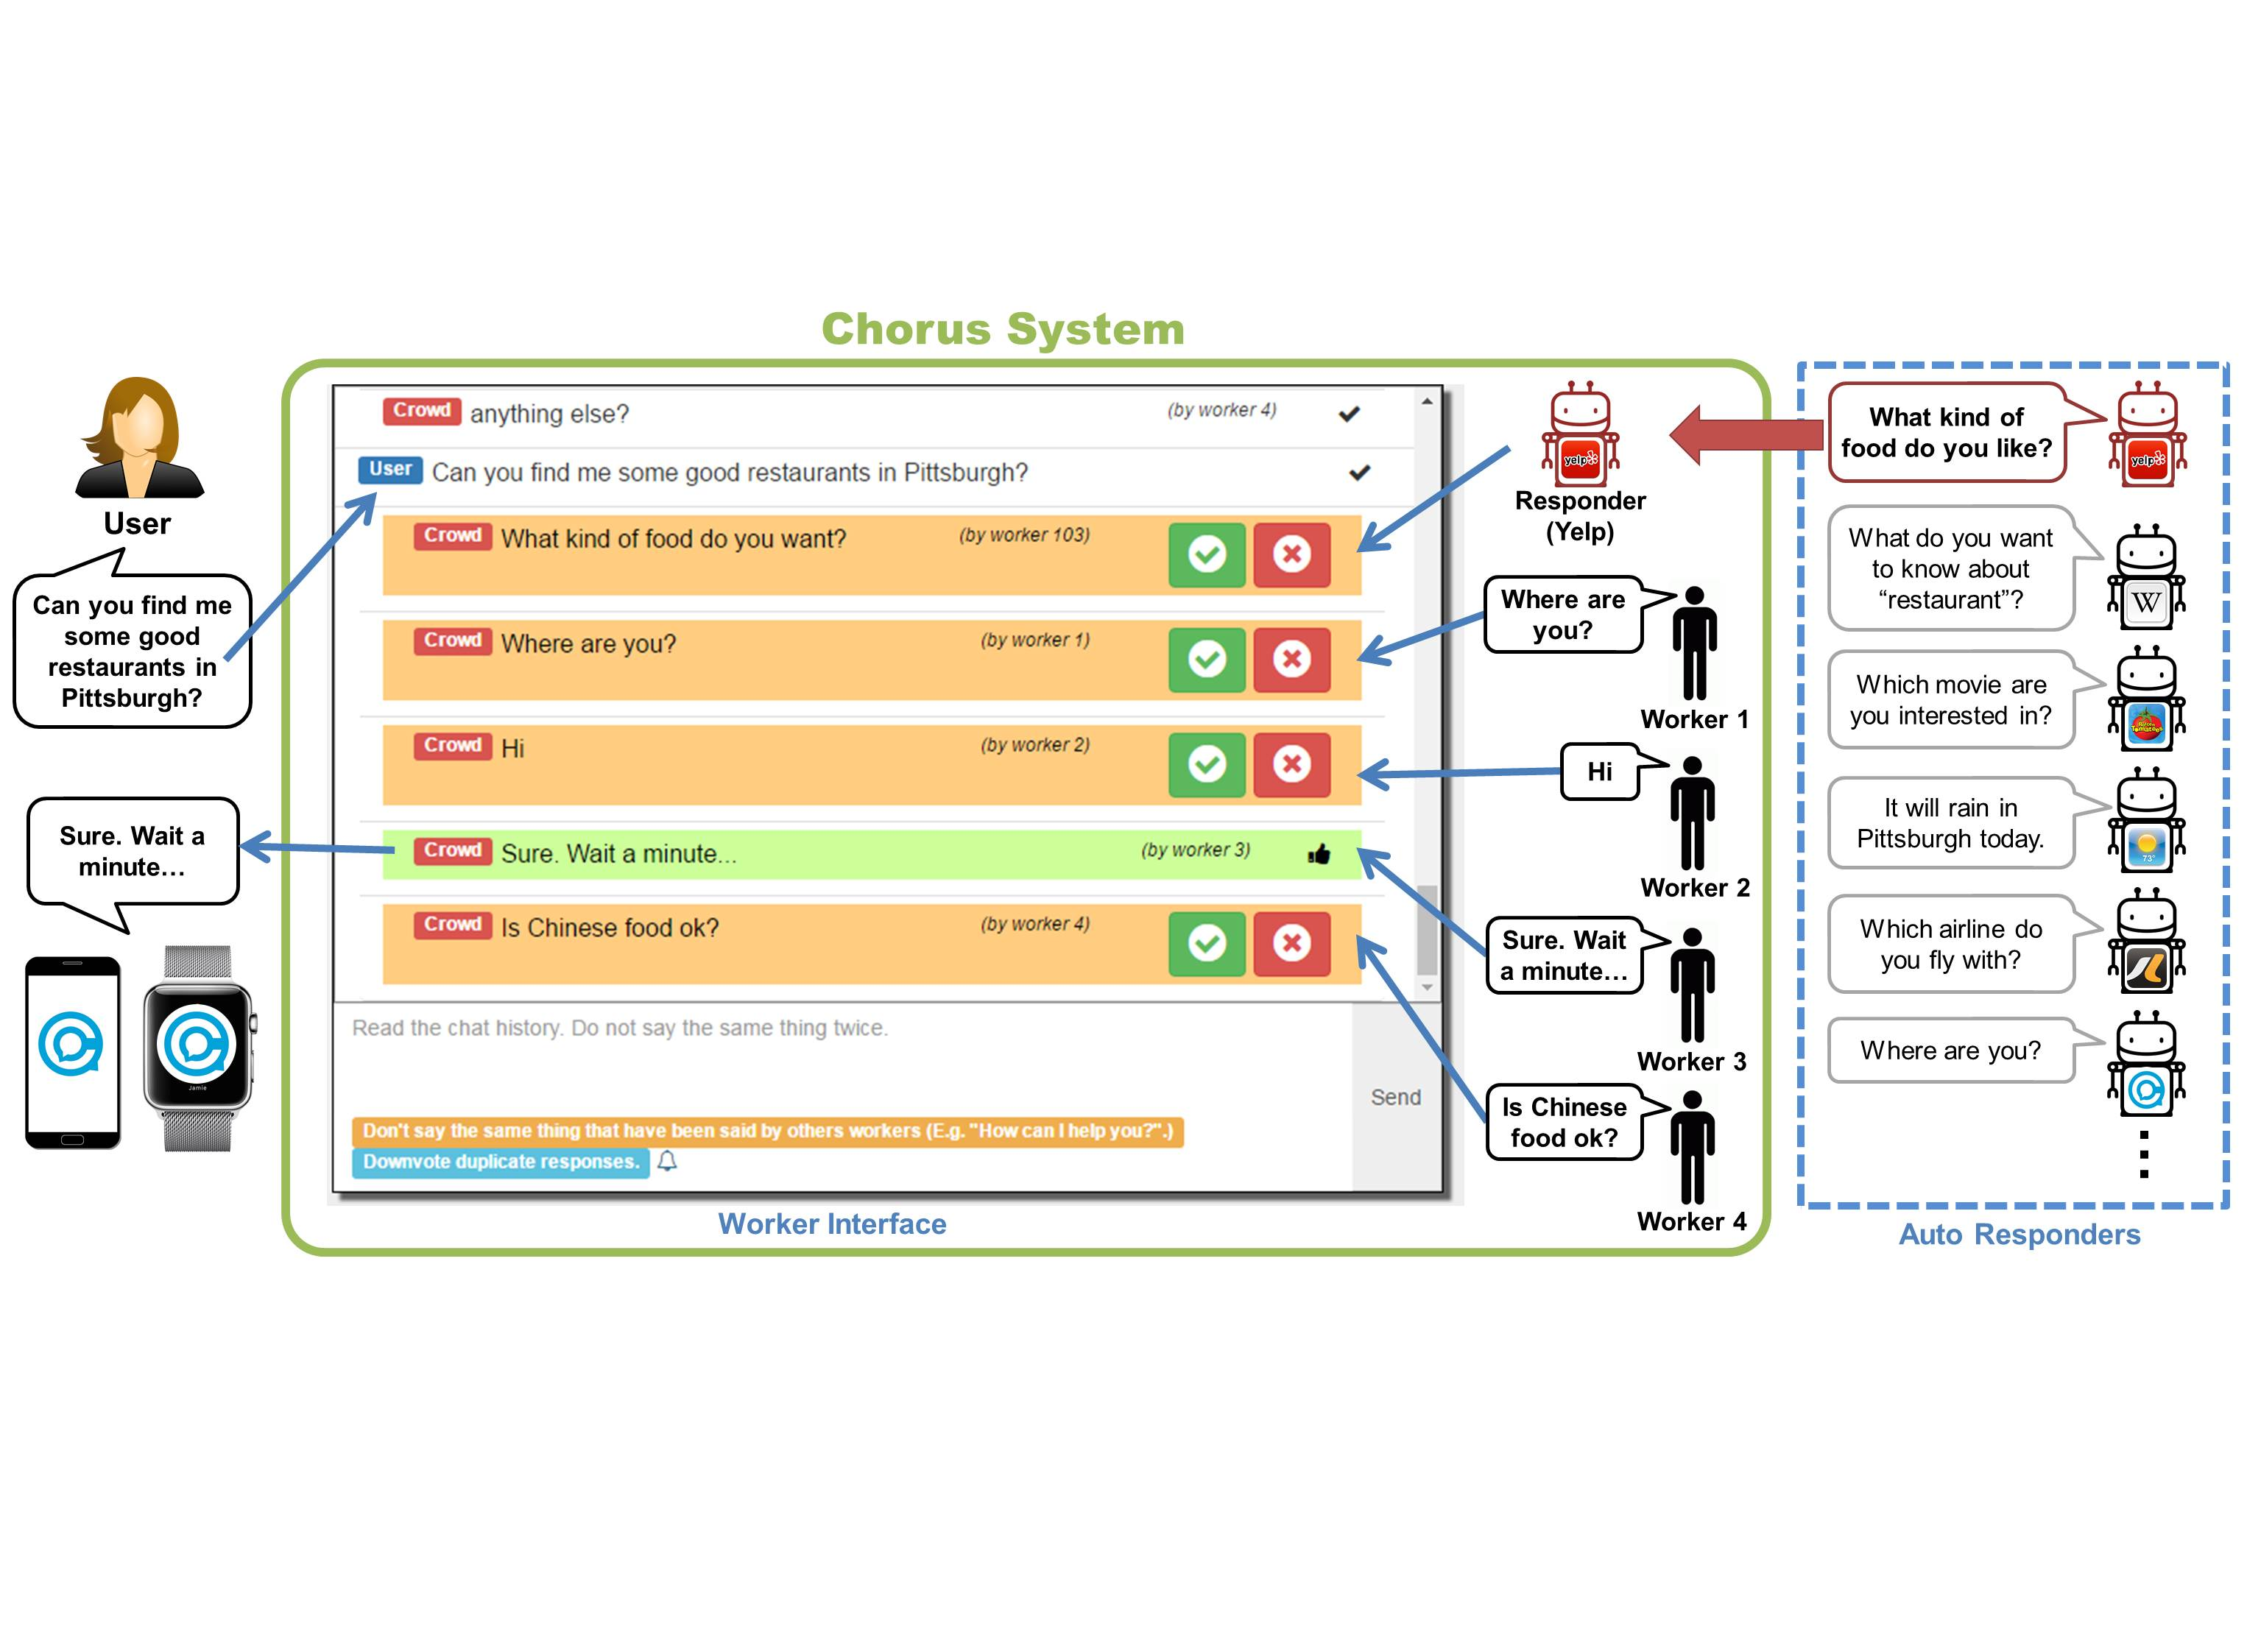 Chorus System
User
Can you find me
some good
restaurants in
Pittsburgh?
Sure. Wait a
minute…
Jamie
Crowd anything else? (by worker 4)
User Can you find me some good restaurants in Pittsburgh?
Crowd What kind of food do you want? (by worker 103)
Crowd Where are you? (by worker 1)
Crowd Hi (by worker 2)
Crowd Sure. Wait a minute... (by worker 3)
Crowd Is Chinese food ok? (by worker 4)
Read the chat history. Do not say the same thing twice.
Send
Don't say the same thing that have been said by others workers (E.g. "How can I help you?".)
Downvote duplicate responses.
Worker Interface
yelp
Responder
(Yelp)
Where are
you?
Worker 1
Hi
Worker 2
Sure. Wait
a minute…
Worker 3
Is Chinese
food ok?
Worker 4
What kind of
food do you like?
yelp
What do you want
to know about
“restaurant”?
W
Which movie are
you interested in?
Tomatoes
It will rain in
Pittsburgh today.
73°
Which airline do
you fly with?
Where are you?
Auto Responders